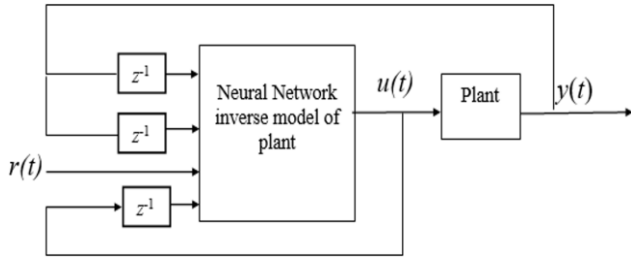 z-1
Neural Network
inverse model of
plant
u(t)
Plant
y(t)
z-1
r(t)
z-1